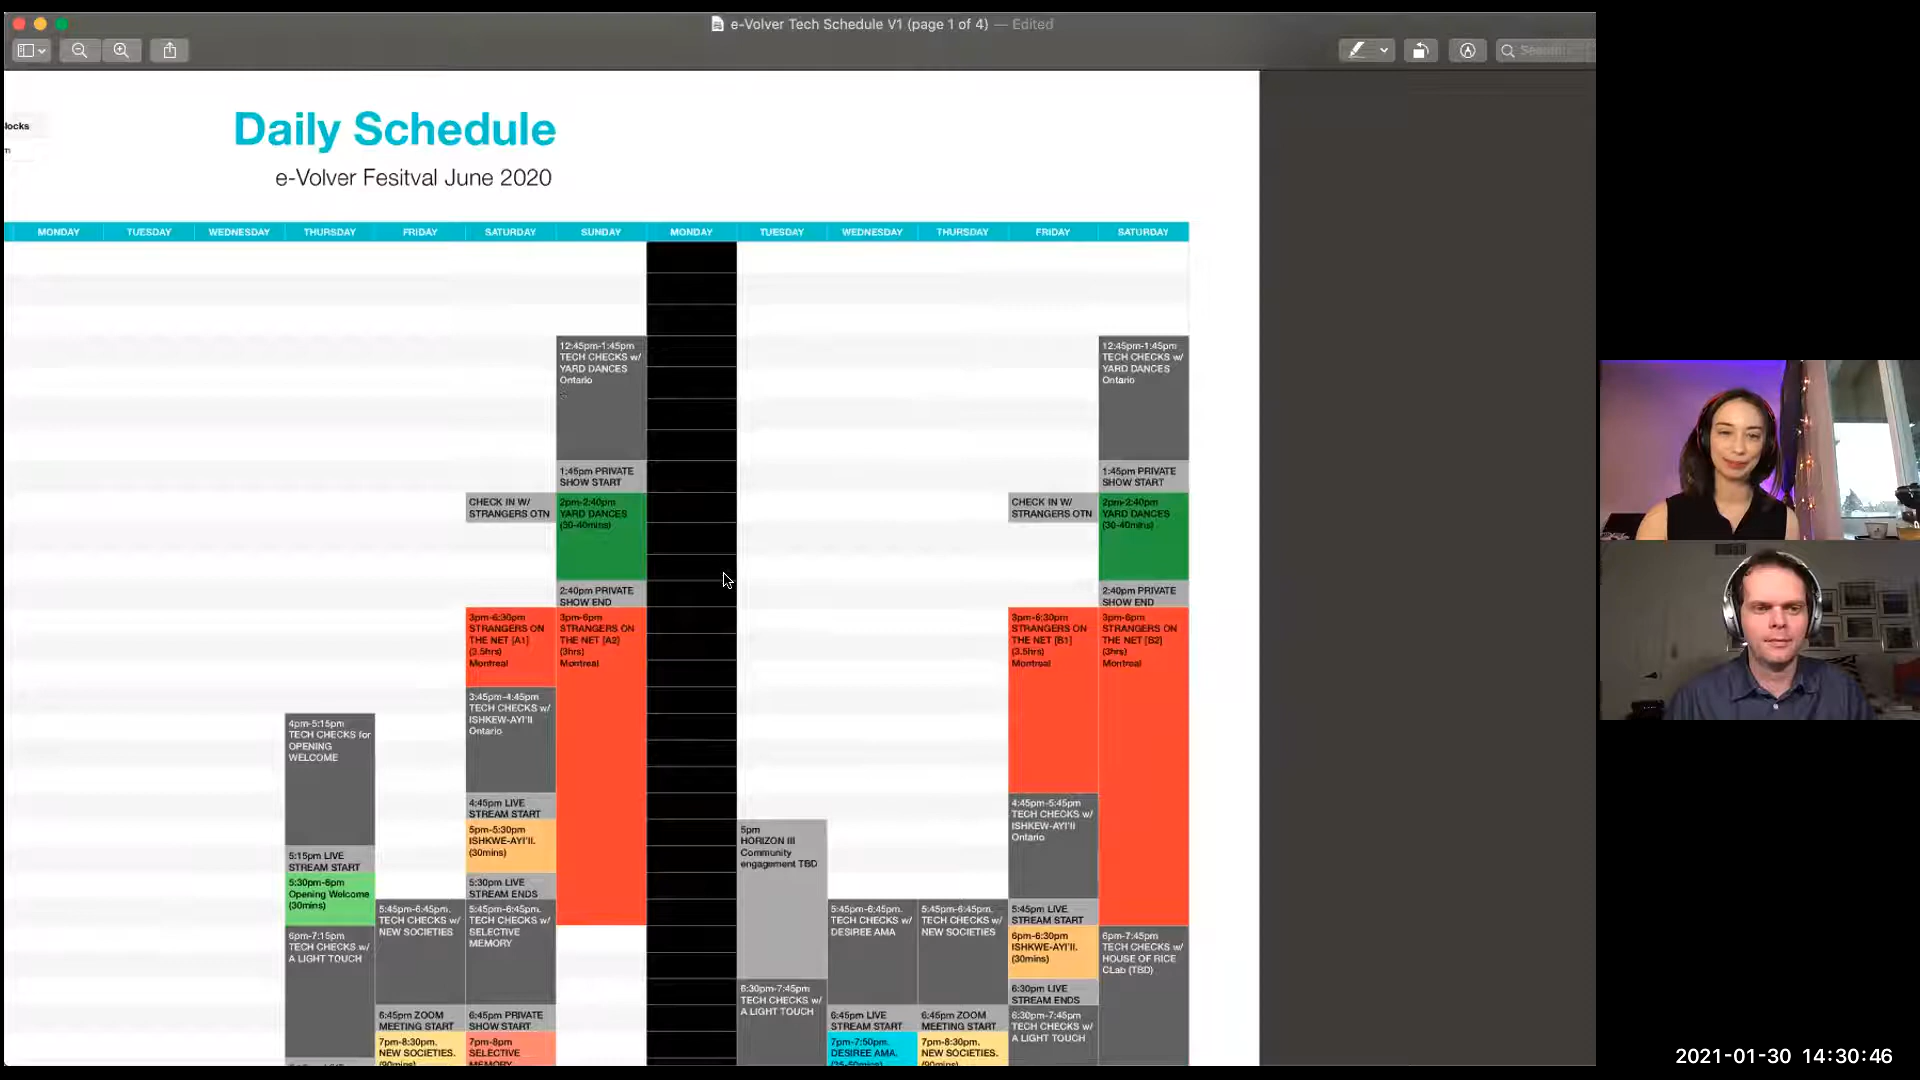 e-Volver Tech Schedule V1 (page 1 of 4) — Edited
Search
locks
m
Daily Schedule
e-Volver Fesitval June 2020
MONDAY TUESDAY WEDNESDAY THURSDAY FRIDAY SATURDAY SUNDAY MONDAY TUESDAY WEDNESDAY THURSDAY FRIDAY SATURDAY
4pm-5:15pm
TECH CHECKS for
OPENING
WELCOME
5:15pm LIVE
STREAM START
5:30pm-6pm
Opening Welcome
(30mins)
6pm-7:15pm
TECH CHECKS w/
A LIGHT TOUCH
5:45pm-6:45pm.
TECH CHECKS w/
NEW SOCIETIES
6:45pm ZOOM
MEETING START
7pm-8:30pm.
NEW SOCIETIES.
(90mins)
CHECK IN W/
STRANGERS OTN
3pm-6:30pm
STRANGERS ON
THE NET [A1]
(3.5hrs)
Montreal
3:45pm-4:45pm
TECH CHECKS w/
ISHKEW-AYI'II
Ontario
4:45pm LIVE
STREAM START
5pm-5:30pm
ISHKWE-AYI'II.
(30mins)
5:30pm LIVE
STREAM ENDS
5:45pm-6:45pm.
TECH CHECKS w/
SELECTIVE
MEMORY
6:45pm PRIVATE
SHOW START
7pm-8pm
SELECTIVE
MEMORY
12:45pm-1:45pm
TECH CHECKS w/
YARD DANCES
Ontario
1:45pm PRIVATE
SHOW START
2pm-2:40pm
YARD DANCES
(30-40mins)
2:40pm PRIVATE
SHOW END
3pm-6pm
STRANGERS ON
THE NET [A2]
(3hrs)
Montreal
5pm
HORIZON III
Community
engagement TBD
6:30pm-7:45pm
TECH CHECKS w/
A LIGHT TOUCH
5:45pm-6:45pm.
TECH CHECKS w/
DESIREE AMA
6:45pm LIVE
STREAM START
7pm-7:50pm.
DESIREE AMA.
5:45pm-6:45pm.
TECH CHECKS w/
NEW SOCIETIES
6:45pm ZOOM
MEETING START
7pm-8:30pm.
NEW SOCIETIES.
(90mins)
CHECK IN W/
STRANGERS OTN
3pm-6:30pm
STRANGERS ON
THE NET [B1]
(3.5hrs)
Montreal
4:45pm-5:45pm
TECH CHECKS w/
ISHKEW-AYI'II
Ontario
5:45pm LIVE
STREAM START
6pm-6:30pm
ISHKWE-AYI'II.
(30mins)
6:30pm LIVE
STREAM ENDS
6:30pm-7:45pm
TECH CHECKS w/
A LIGHT TOUCH
12:45pm-1:45pm
TECH CHECKS w/
YARD DANCES
Ontario
1:45pm PRIVATE
SHOW START
2pm-2:40pm
YARD DANCES
(30-40mins)
2:40pm PRIVATE
SHOW END
3pm-6pm
STRANGERS ON
THE NET [B2]
(3hrs)
Montreal
6pm-7:45pm
TECH CHECKS w/
HOUSE OF RICE
CLab (TBD)
2021-01-30 14:30:46